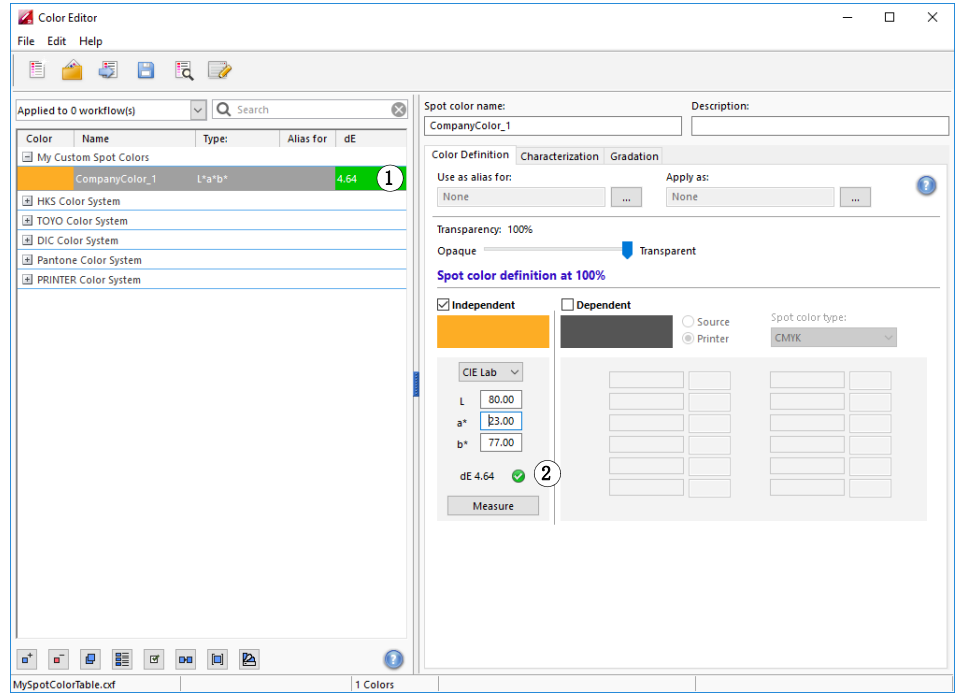 Color Editor
File Edit Help
Applied to 0 workflow(s)
Search
Color Name Type: Alias for dE
My Custom Spot Colors
CompanyColor_1 L*a*b* 4.64 1
HKS Color System
TOYO Color System
DIC Color System
Pantone Color System
PRINTER Color System
MySpotColorTable.cxf 1 Colors
Spot color name: Description:
CompanyColor_1
Color Definition Characterization Gradation
Use as alias for: Apply as:
None ... None ...
Transparency: 100%
Opaque Transparent
Spot color definition at 100%
Independent Dependent
Source
Printer
Spot color type:
CMYK
CIE Lab
L 80.00
a* 23.00
b* 77.00
dE 4.64 2
Measure